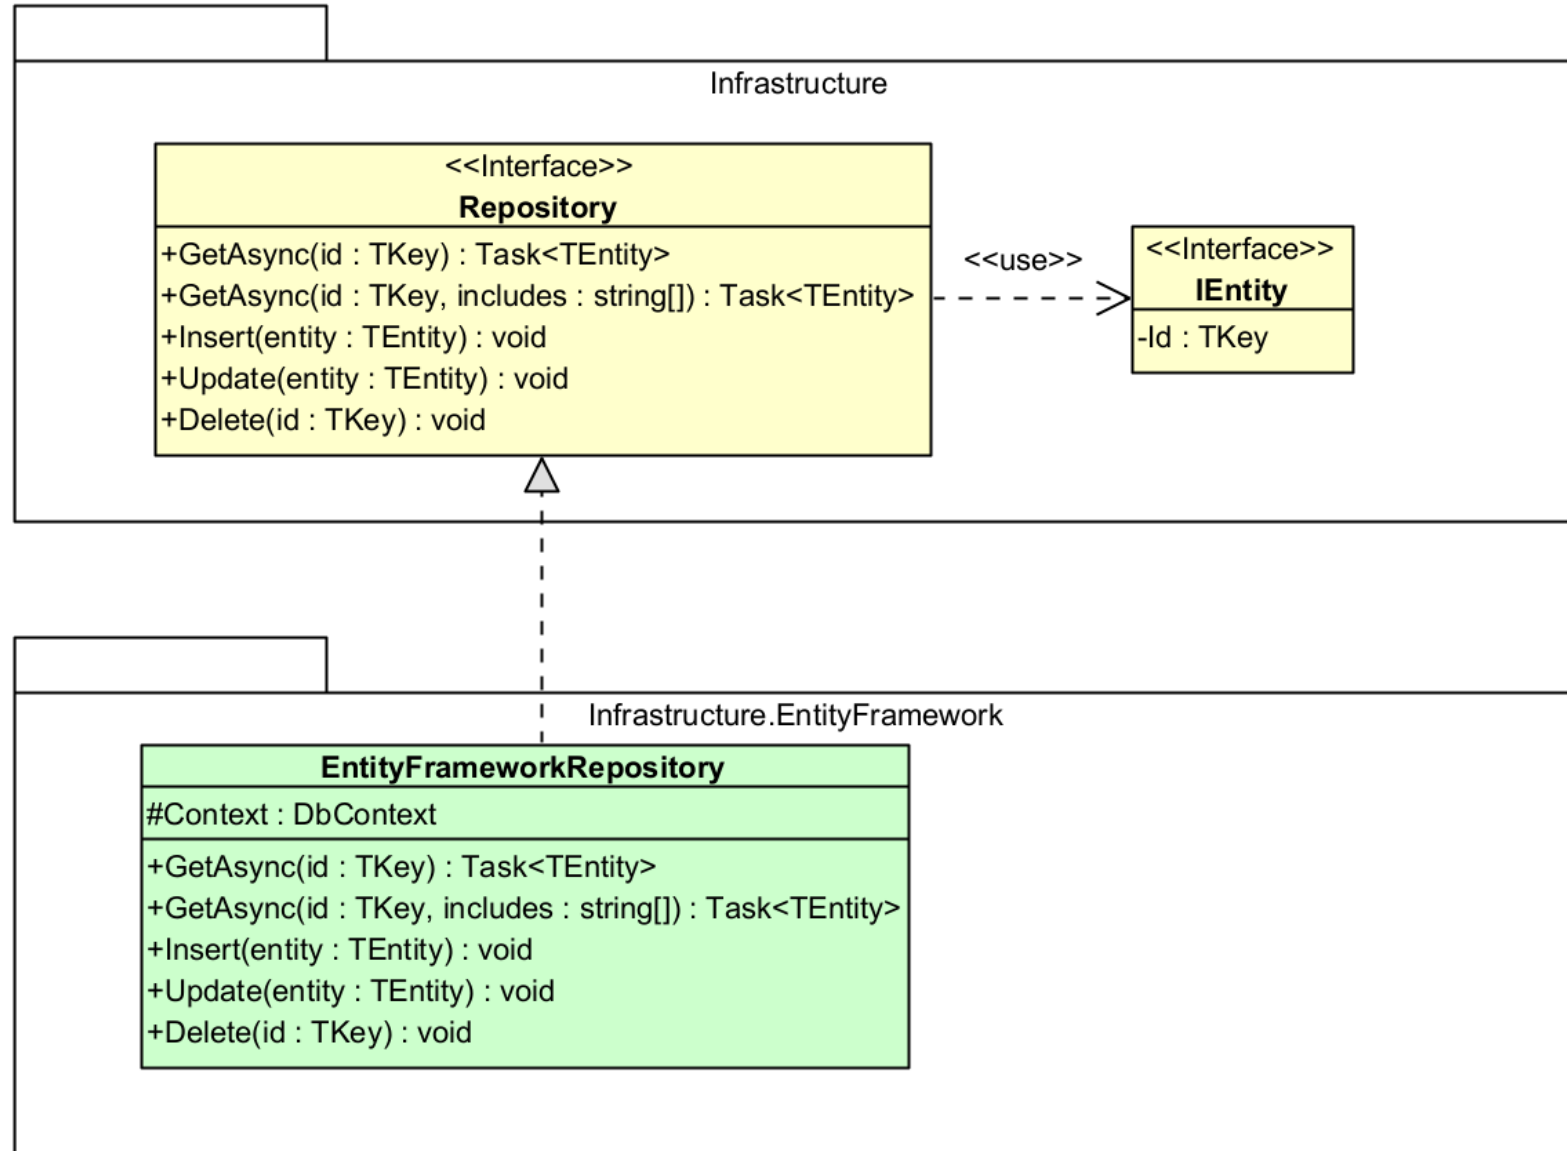 Infrastructure
<<Interface>>
Repository
+GetAsync(id : TKey) : Task<TEntity>
+GetAsync(id : TKey, includes : string[]) : Task<TEntity>
+Insert(entity : TEntity) : void
+Update(entity : TEntity) : void
+Delete(id : TKey) : void
<<use>>
<<Interface>>
IEntity
-Id : TKey
Infrastructure.EntityFramework
EntityFrameworkRepository
#Context : DbContext
+GetAsync(id : TKey) : Task<TEntity>
+GetAsync(id : TKey, includes : string[]) : Task<TEntity>
+Insert(entity : TEntity) : void
+Update(entity : TEntity) : void
+Delete(id : TKey) : void